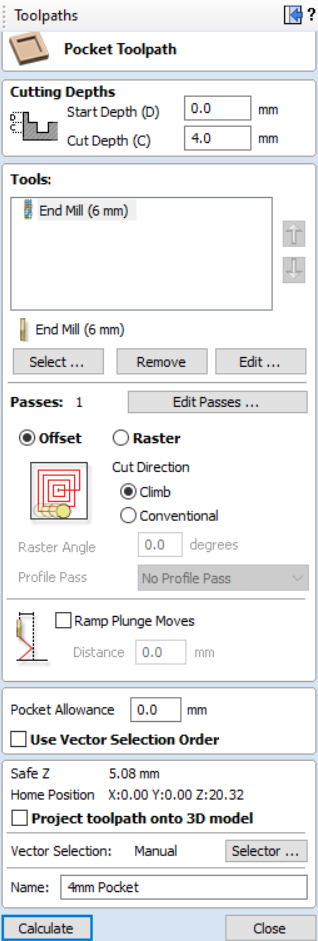 Toolpaths ?
Pocket Toolpath
Cutting Depths
Start Depth (D) 0.0 mm
D
C
Cut Depth (C) 4.0 mm
Tools:
End Mill (6 mm)
End Mill (6 mm)
Select ... Remove Edit ...
Passes: 1 Edit Passes ...
Offset Raster
Cut Direction
Climb
Conventional
Raster Angle 0.0 degrees
Profile Pass No Profile Pass
Ramp Plunge Moves
Distance 0.0 mm
Pocket Allowance 0.0 mm
Use Vector Selection Order
Safe Z 5.08 mm
Home Position X:0.00 Y:0.00 Z:20.32
Project toolpath onto 3D model
Vector Selection: Manual Selector ...
Name: 4mm Pocket
Calculate Close